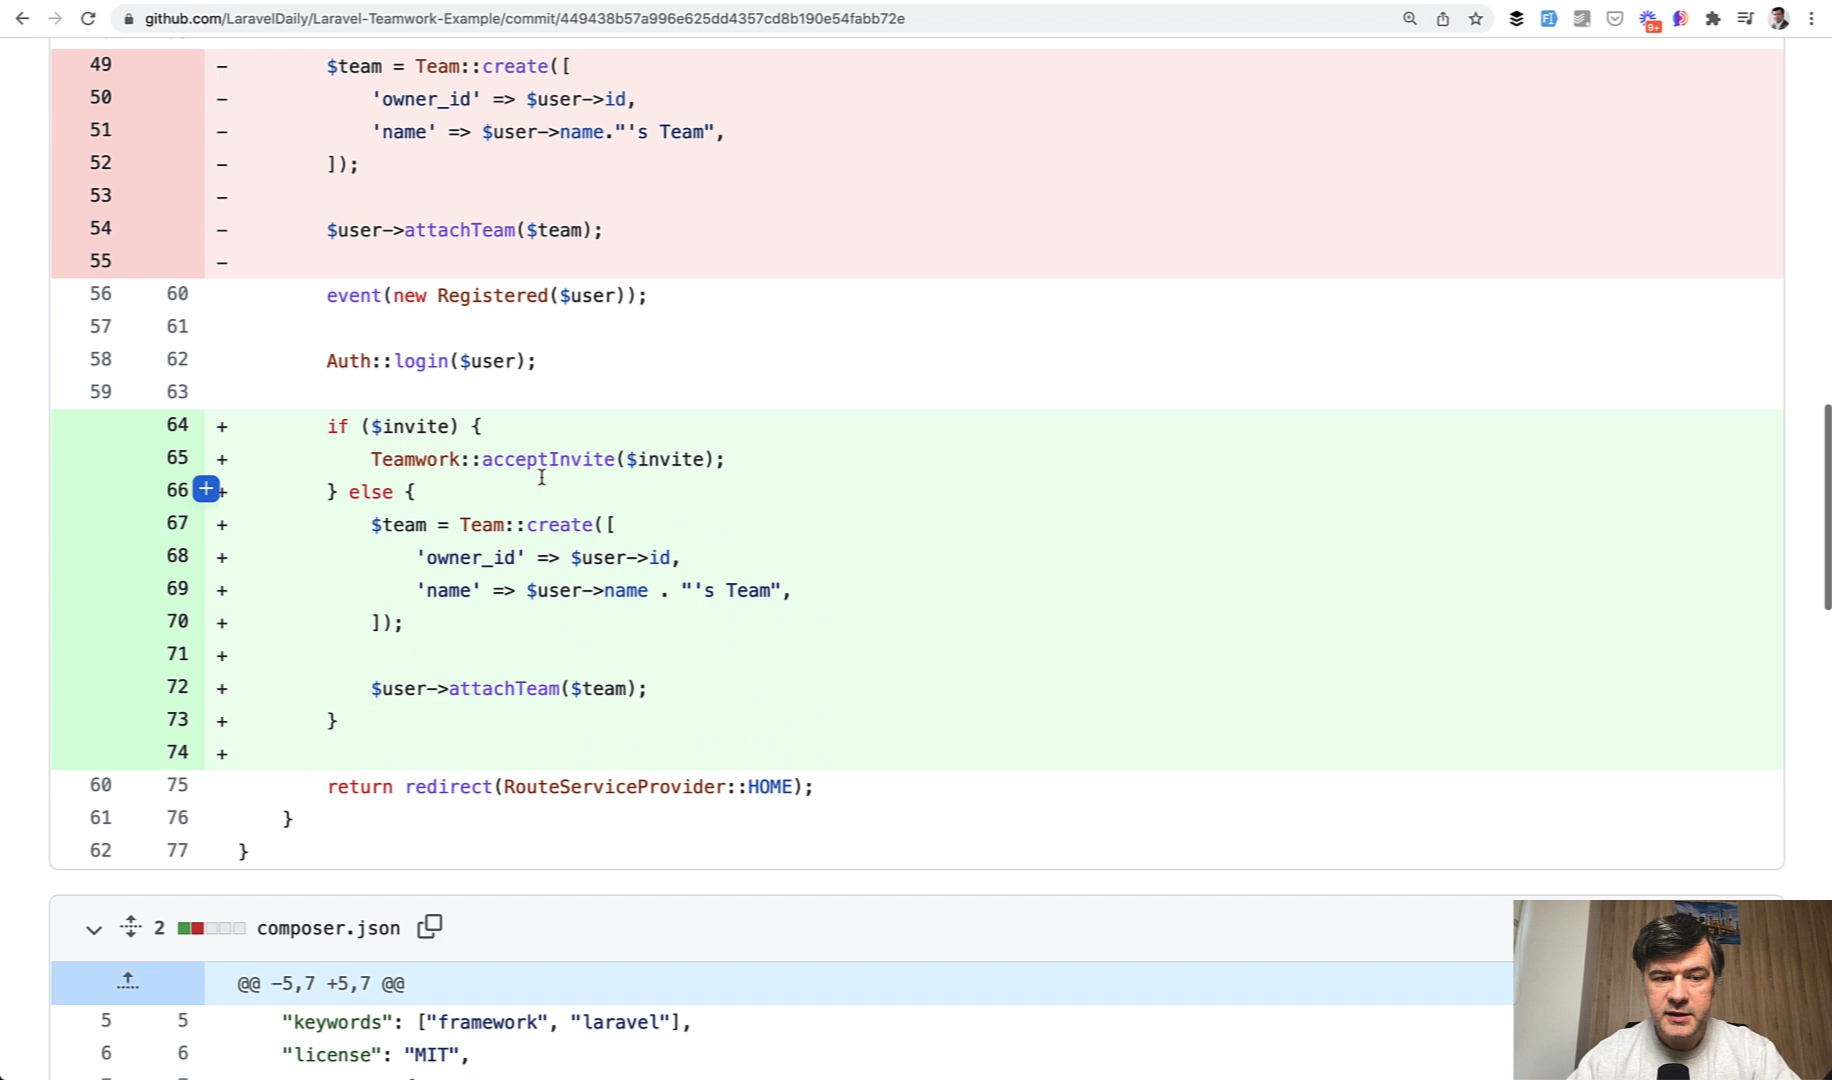 github.com/LaravelDaily/Laravel-Teamwork-Example/commit/449438b57a996e625dd4357cd8b190e54fabb72e
9+
49 - $team = Team::create([
50 - 'owner_id' => $user->id,
51 - 'name' => $user->name."'s Team",
52 - ]);
53 -
54 - $user->attachTeam($team);
55 -
56 60 event(new Registered($user));
57 61
58 62 Auth::login($user);
59 63
64 + if ($invite) {
65 + Teamwork::acceptInvite($invite);
66 + } else {
67 + $team = Team::create([
68 + 'owner_id' => $user->id,
69 + 'name' => $user->name . "'s Team",
70 + ]);
71 +
72 + $user->attachTeam($team);
73 + }
74 +
60 75 return redirect(RouteServiceProvider::HOME);
61 76 }
62 77 }
2 composer.json
@@ -5,7 +5,7 @@
5 5 "keywords": ["framework", "laravel"],
6 6 "license": "MIT",